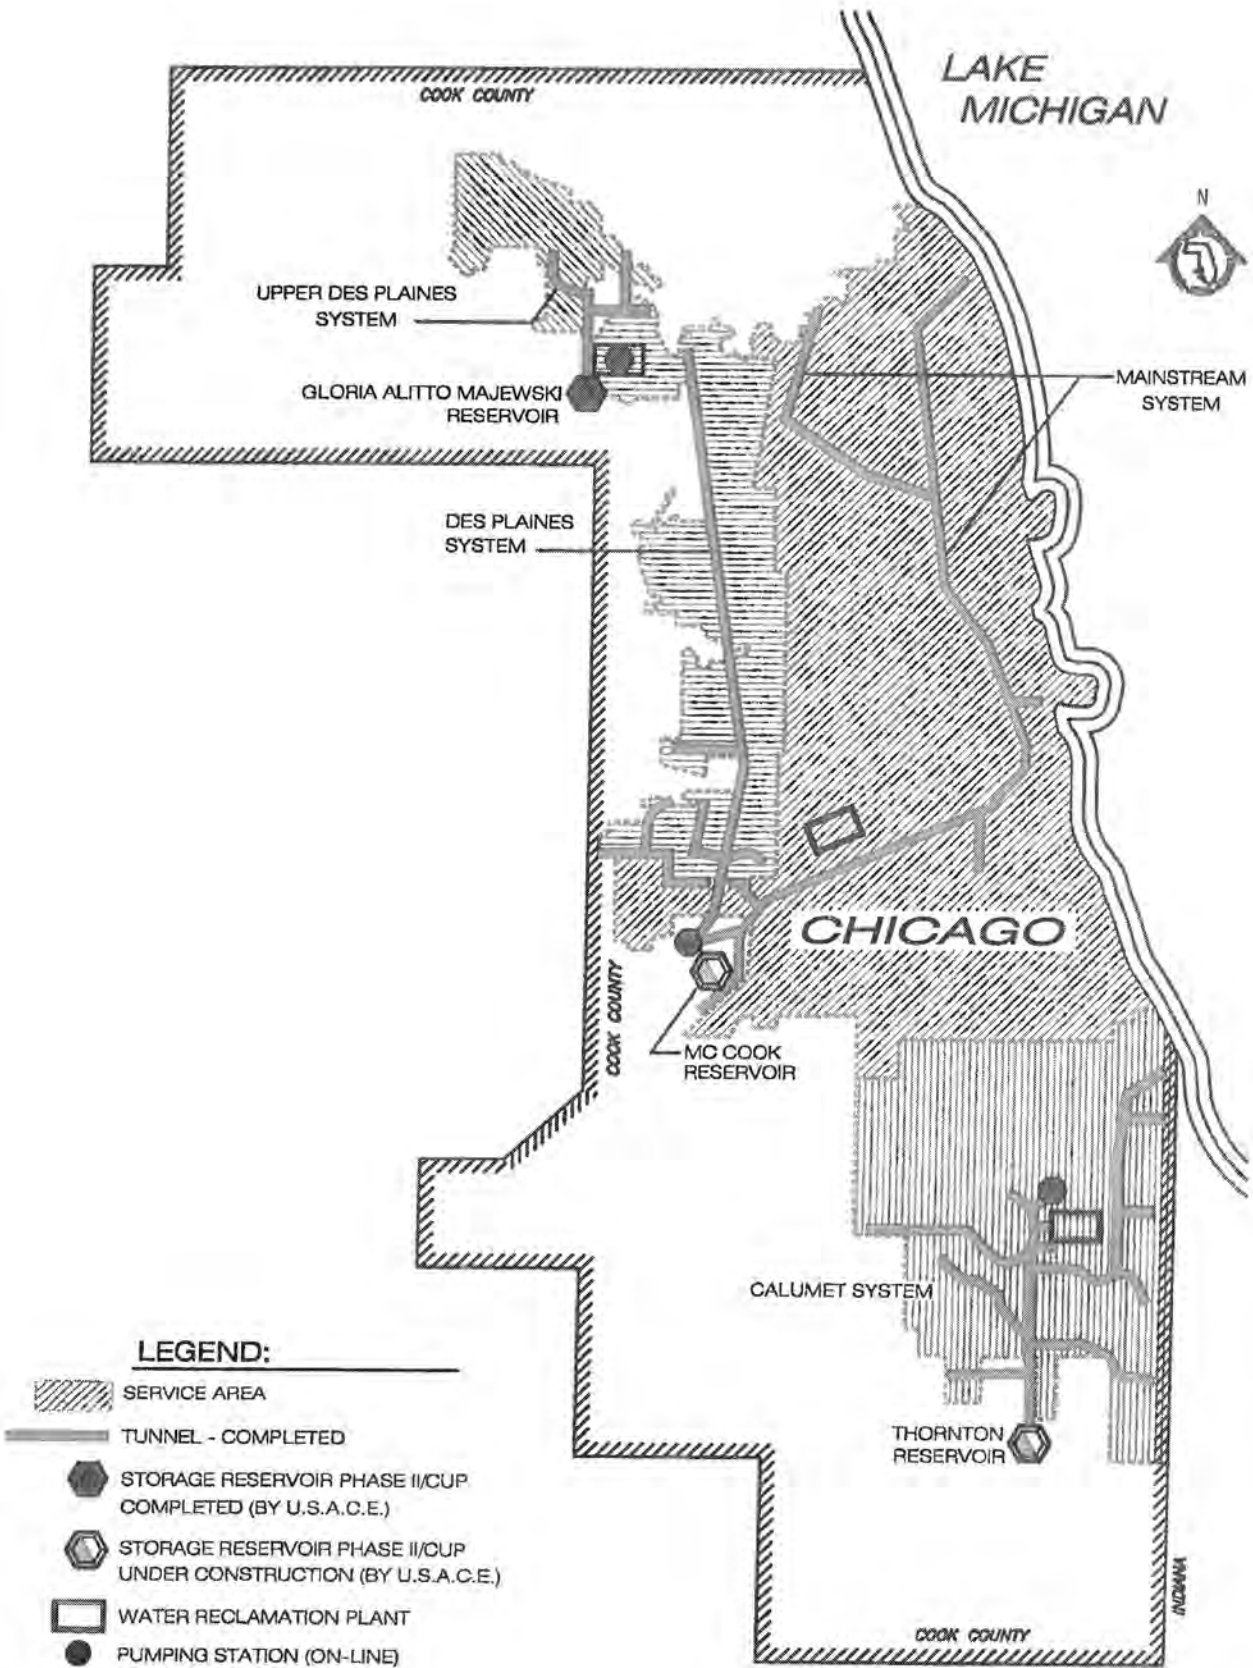 LAKE
MICHIGAN
COOK COUNTY
N
UPPER DES PLAINES
SYSTEM
GLORIA ALITTO MAJEWSKI
RESERVOIR
MAINSTREAM
SYSTEM
DES PLAINES
SYSTEM
CHICAGO
COOK COUNTY
MC COOK
RESERVOIR
CALUMET SYSTEM
THORNTON
RESERVOIR
LEGEND:
SERVICE AREA
TUNNEL - COMPLETED
STORAGE RESERVOIR PHASE II/CUP
COMPLETED (BY U.S.A.C.E.)
STORAGE RESERVOIR PHASE II/CUP
UNDER CONSTRUCTION (BY U.S.A.C.E.)
WATER RECLAMATION PLANT
PUMPING STATION (ON-LINE)
INDIANA
COOK COUNTY